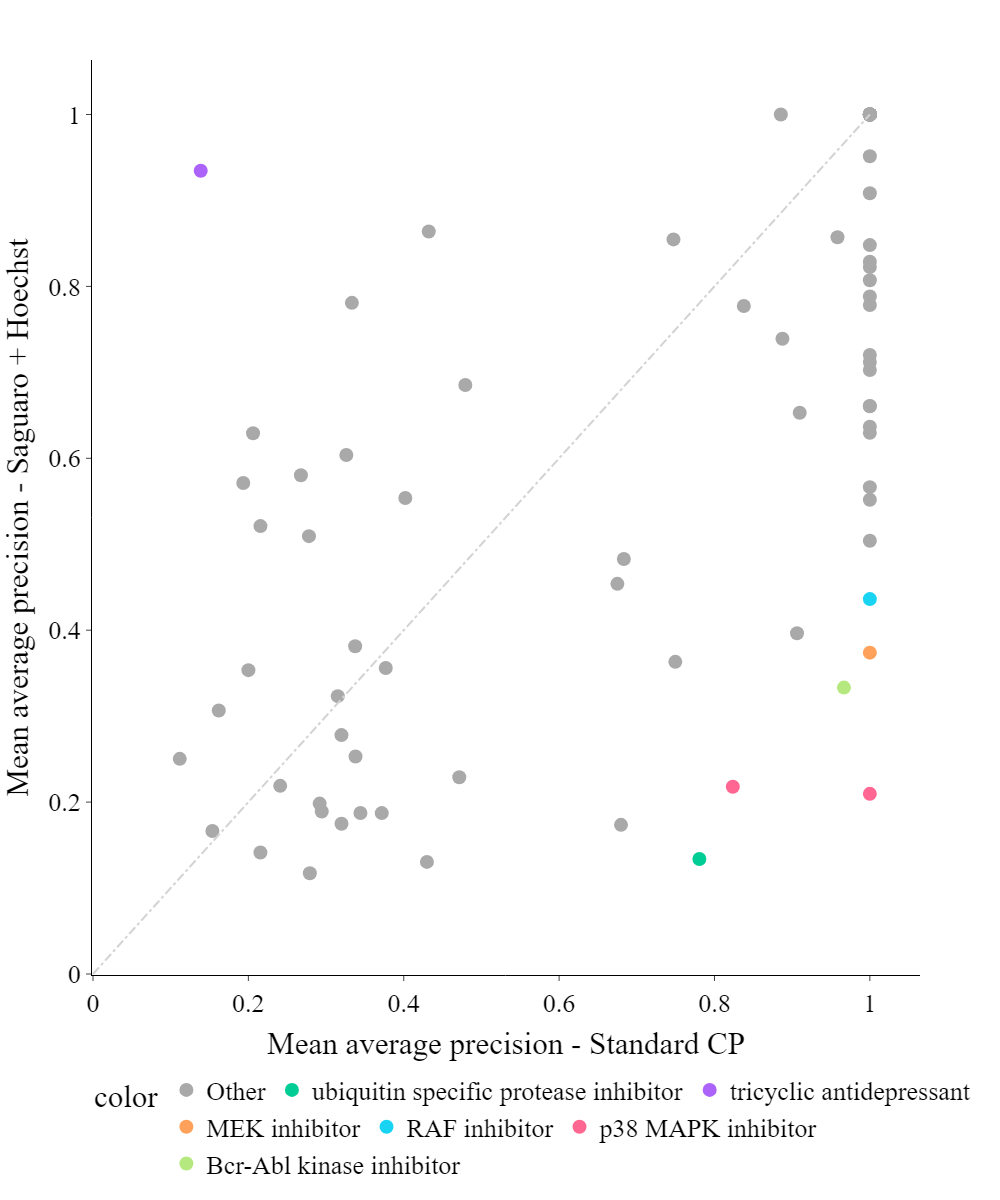 1
0.8
0.6
0.4
0.2
0
Mean average precision - Saguaro + Hoechst
0 0.2 0.4 0.6 0.8 1
Mean average precision - Standard CP
color Other ubiquitin specific protease inhibitor tricyclic antidepressant
MEK inhibitor RAF inhibitor p38 MAPK inhibitor
Bcr-Abl kinase inhibitor